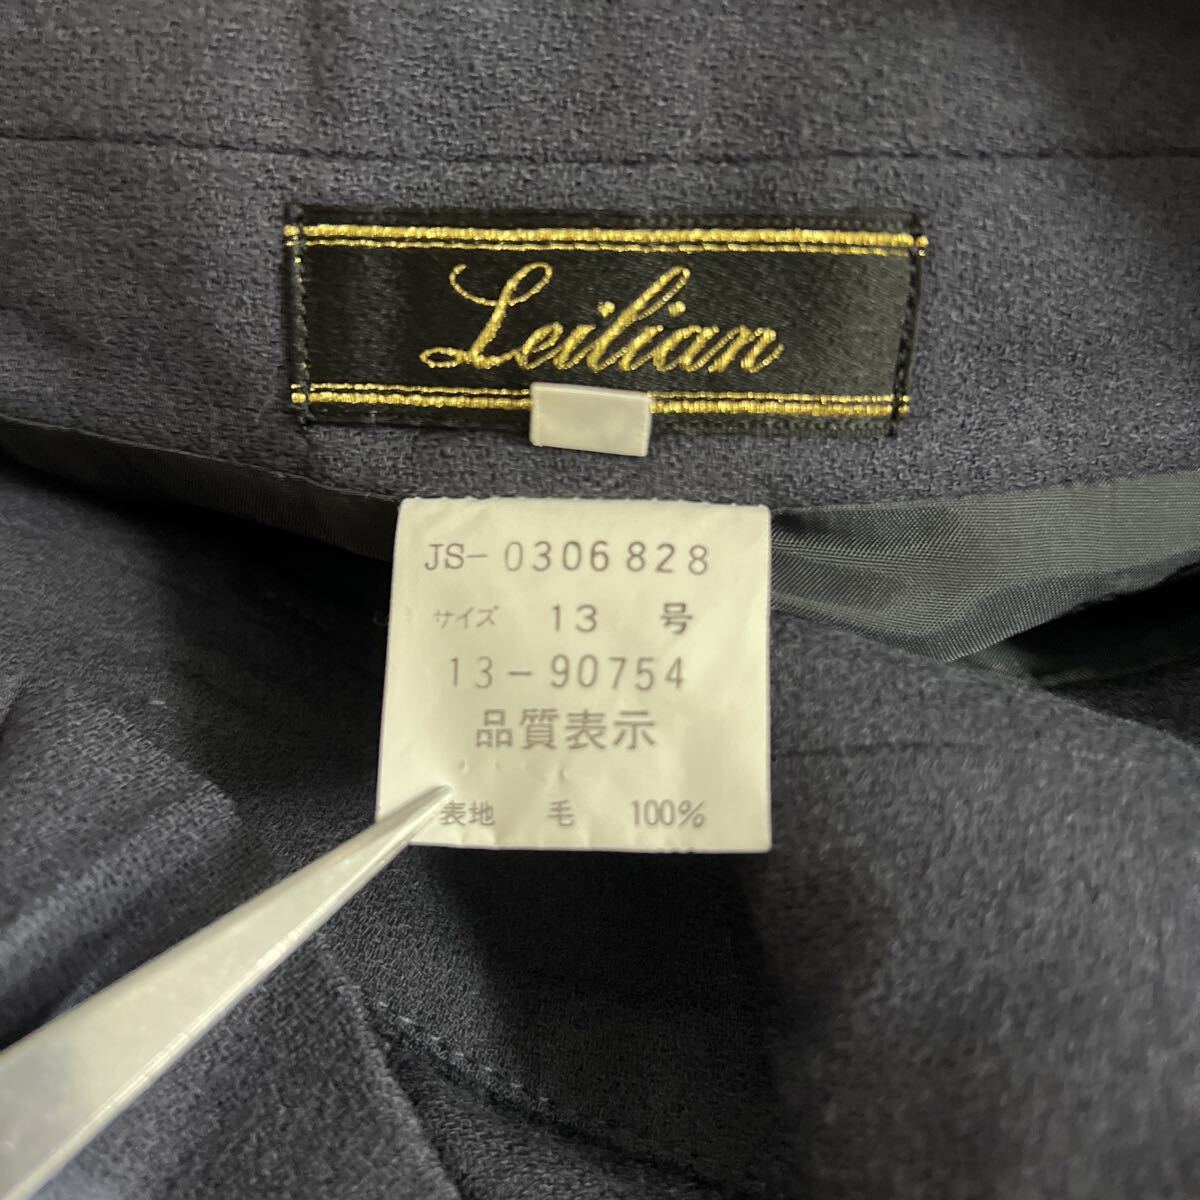 Leilian
JS-0306828
サイズ 13 号
13-90754
品質表示
表地 毛 100%